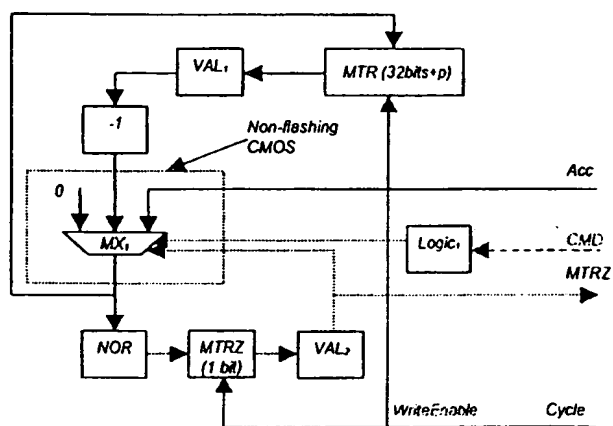 VAL₁
MTR (32bits+p)
-1
Non-flashing
CMOS
0
Acc
MX₁
Logic₁
CMD
MTRZ
NOR
MTRZ
(1 bit)
VAL₂
WriteEnable
Cycle